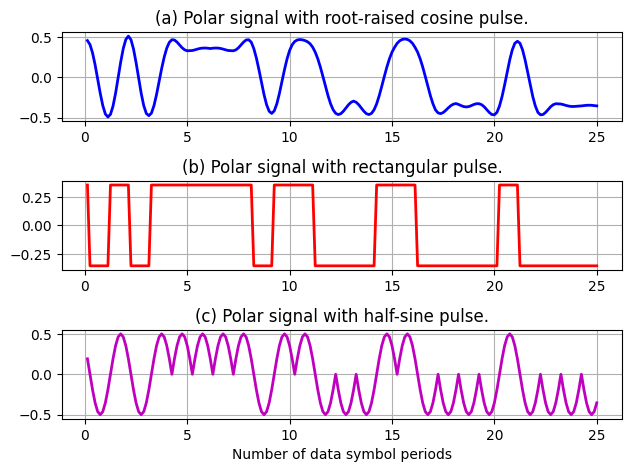 (a) Polar signal with root-raised cosine pulse.
0.5
0.0
−0.5
0 5 10 15 20 25
(b) Polar signal with rectangular pulse.
0.25
0.00
−0.25
0 5 10 15 20 25
(c) Polar signal with half-sine pulse.
0.5
0.0
−0.5
0 5 10 15 20 25
Number of data symbol periods